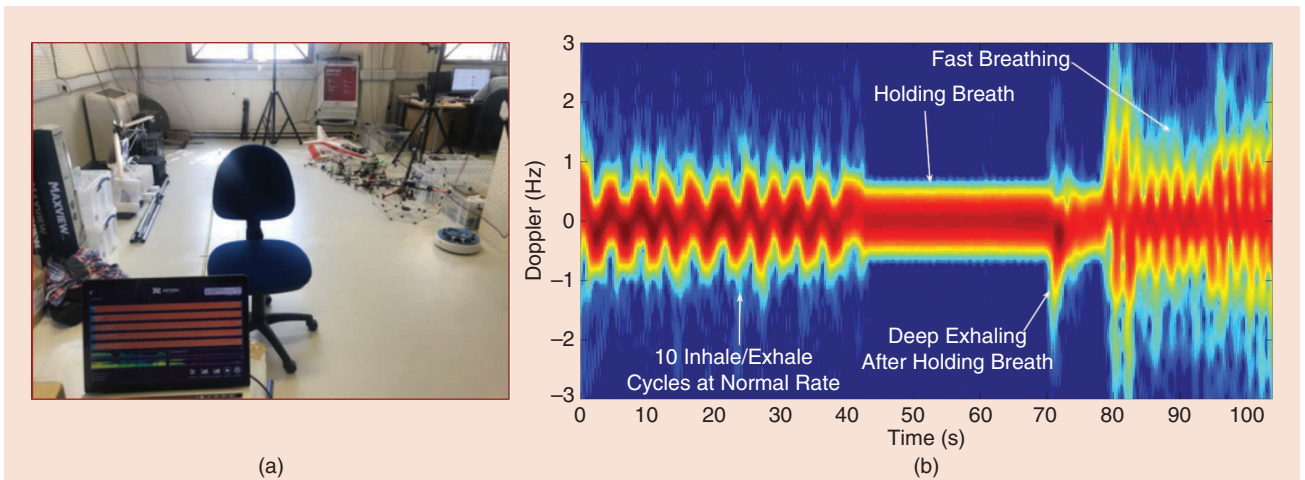 MAXVIEW
(a)
3
2
1
0
–1
–2
–3
Doppler (Hz)
Fast Breathing
Holding Breath
10 Inhale/Exhale
Cycles at Normal Rate
Deep Exhaling
After Holding Breath
0 10 20 30 40 50 60 70 80 90 100
Time (s)
(b)